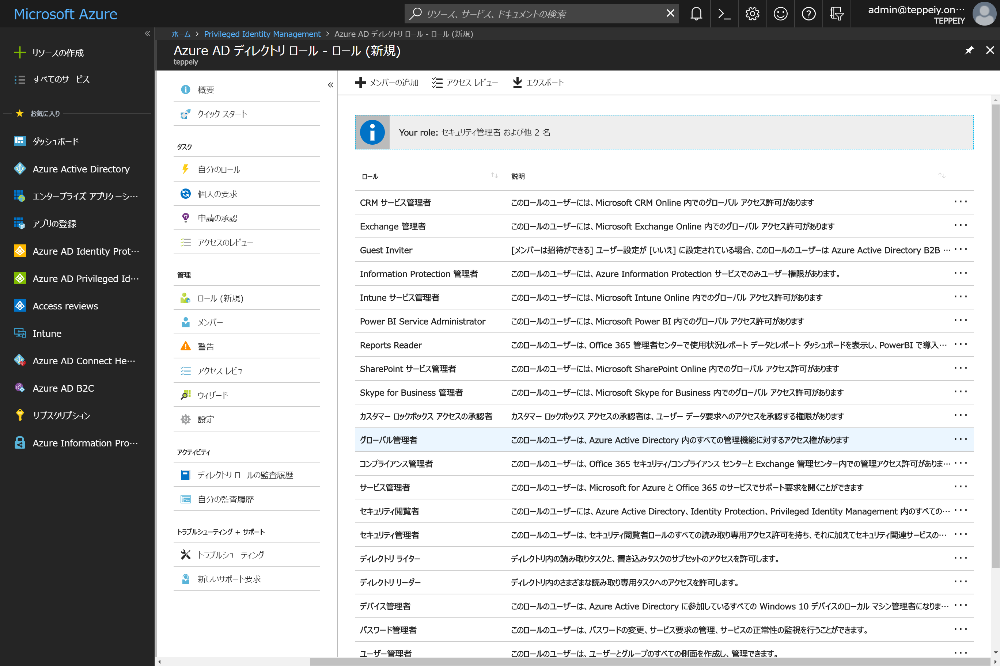 Microsoft Azure
リソース、サービス、ドキュメントの検索
admin@teppeiy.on···
TEPPEIY
ホーム > Privileged Identity Management > Azure AD ディレクトリ ロール - ロール (新規)
Azure AD ディレクトリ ロール - ロール (新規)
teppeiy
リソースの作成
すべてのサービス
お気に入り
ダッシュボード
Azure Active Directory
エンタープライズ アプリケーシ···
アプリの登録
Azure AD Identity Prot···
Azure AD Privileged Id···
Access reviews
Intune
Azure AD Connect He···
Azure AD B2C
サブスクリプション
Azure Information Pro···
概要
クイック スタート
タスク
自分のロール
個人の要求
申請の承認
アクセスのレビュー
管理
ロール (新規)
メンバー
警告
アクセス レビュー
ウィザード
設定
アクティビティ
ディレクトリ ロールの監査履歴
自分の監査履歴
トラブルシューティング + サポート
トラブルシューティング
新しいサポート要求
メンバーの追加 アクセス レビュー エクスポート
Your role: セキュリティ管理者 および他 2 名
ロール 説明
CRM サービス管理者 このロールのユーザーには、Microsoft CRM Online 内でのグローバル アクセス許可があります
Exchange 管理者 このロールのユーザーには、Microsoft Exchange Online 内でのグローバル アクセス許可があります
Guest Inviter [メンバーは招待ができる] ユーザー設定が [いいえ] に設定されている場合、このロールのユーザーは Azure Active Directory B2B ···
Information Protection 管理者 このロールのユーザーには、Azure Information Protection サービスでのみユーザー権限があります。
Intune サービス管理者 このロールのユーザーには、Microsoft Intune Online 内でのグローバル アクセス許可があります
Power BI Service Administrator このロールのユーザーには、Microsoft Power BI 内でのグローバル アクセス許可があります
Reports Reader このロールのユーザーは、Office 365 管理者センターで使用状況レポート データとレポート ダッシュボードを表示し、PowerBI で導入···
SharePoint サービス管理者 このロールのユーザーには、Microsoft SharePoint Online 内でのグローバル アクセス許可があります
Skype for Business 管理者 このロールのユーザーには、Microsoft Skype for Business 内でのグローバル アクセス許可があります
カスタマー ロックボックス アクセスの承認者 カスタマー ロックボックス アクセスの承認者は、ユーザー データ要求へのアクセスを承認する権限があります
グローバル管理者 このロールのユーザーは、Azure Active Directory 内のすべての管理機能に対するアクセス権があります
コンプライアンス管理者 このロールのユーザーは、Office 365 セキュリティ/コンプライアンス センターと Exchange 管理センター内での管理アクセス許可がありま···
サービス管理者 このロールのユーザーは、Microsoft for Azure と Office 365 のサービスでサポート要求を開くことができます
セキュリティ閲覧者 このロールのユーザーには、Azure Active Directory、Identity Protection、Privileged Identity Management 内のすべての···
セキュリティ管理者 このロールのユーザーは、セキュリティ閲覧者ロールのすべての読み取り専用アクセス許可を持ち、それに加えてセキュリティ関連サービスの···
ディレクトリ ライター ディレクトリ内の読み取りタスクと、書き込みタスクのサブセットのアクセスを許可します。
ディレクトリ リーダー ディレクトリ内のさまざまな読み取り専用タスクへのアクセスを許可します。
デバイス管理者 このロールのユーザーは、Azure Active Directory に参加しているすべての Windows 10 デバイスのローカル マシン管理者になりま···
パスワード管理者 このロールのユーザーは、パスワードの変更、サービス要求の管理、サービスの正常性の監視を行うことができます。
ユーザー管理者 このロールのユーザーは、ユーザーとグループのすべての側面を作成し、管理できます。